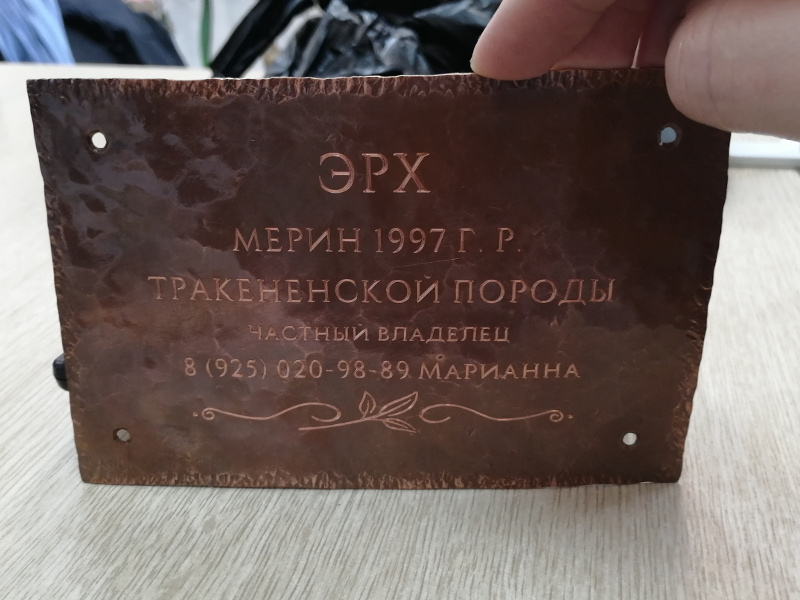 ЭРХ
МЕРИН 1997 Г. Р.
ТРАКЕНЕНСКОЙ ПОРОДЫ
ЧАСТНЫЙ ВЛАДЕЛЕЦ
8 (925) 020-98-89 МАРИАННА